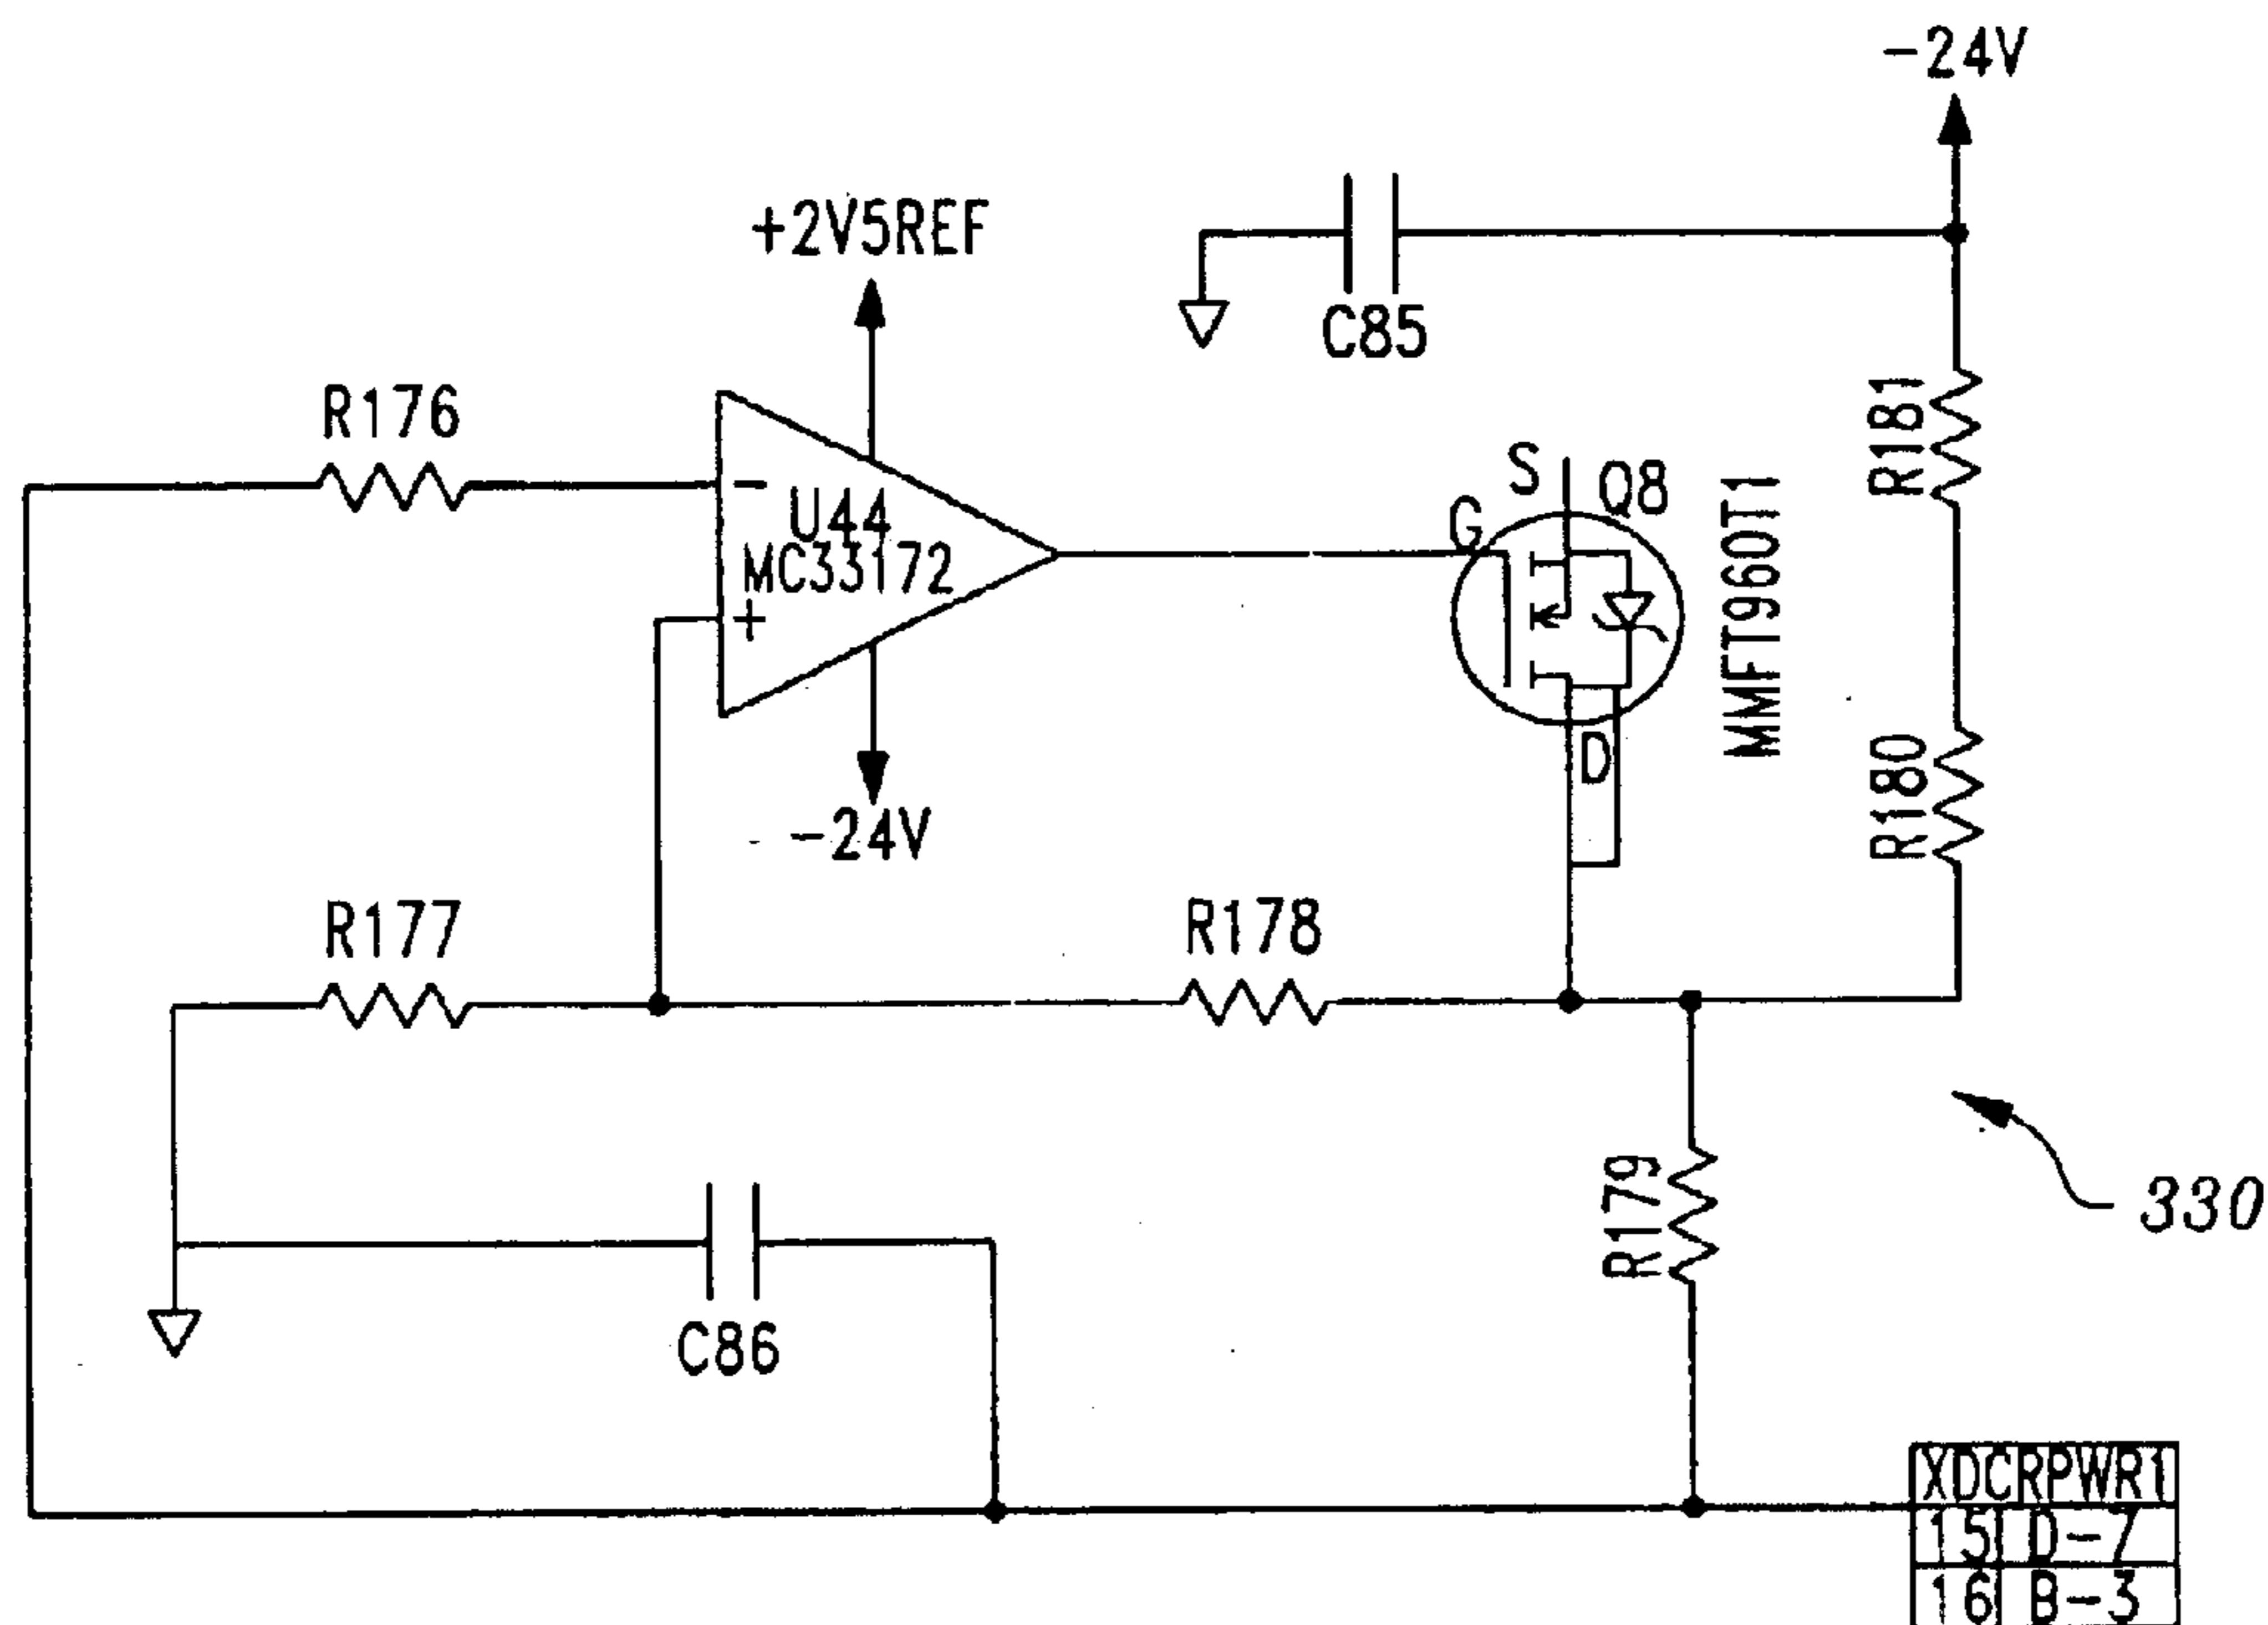 -24V
+2V5REF
C85
R176
R181
S
Q8
G
-
U44
MC33172
+
MMFT960T1
D
-24V
R180
R177
R178
R179
330
C86
XDCRPWR1
15 D-7
16 B-3